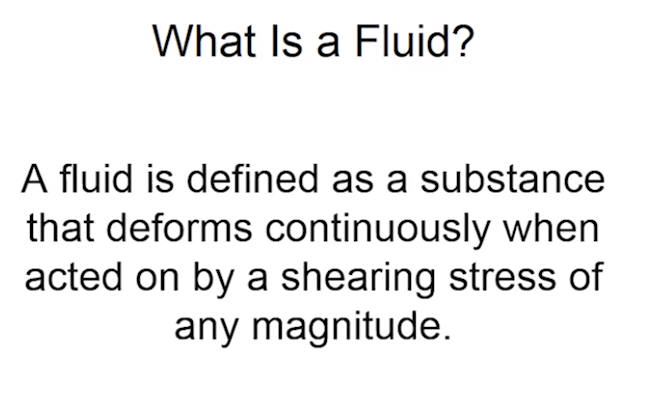 What Is a Fluid?
A fluid is defined as a substance
that deforms continuously when
acted on by a shearing stress of
any magnitude.